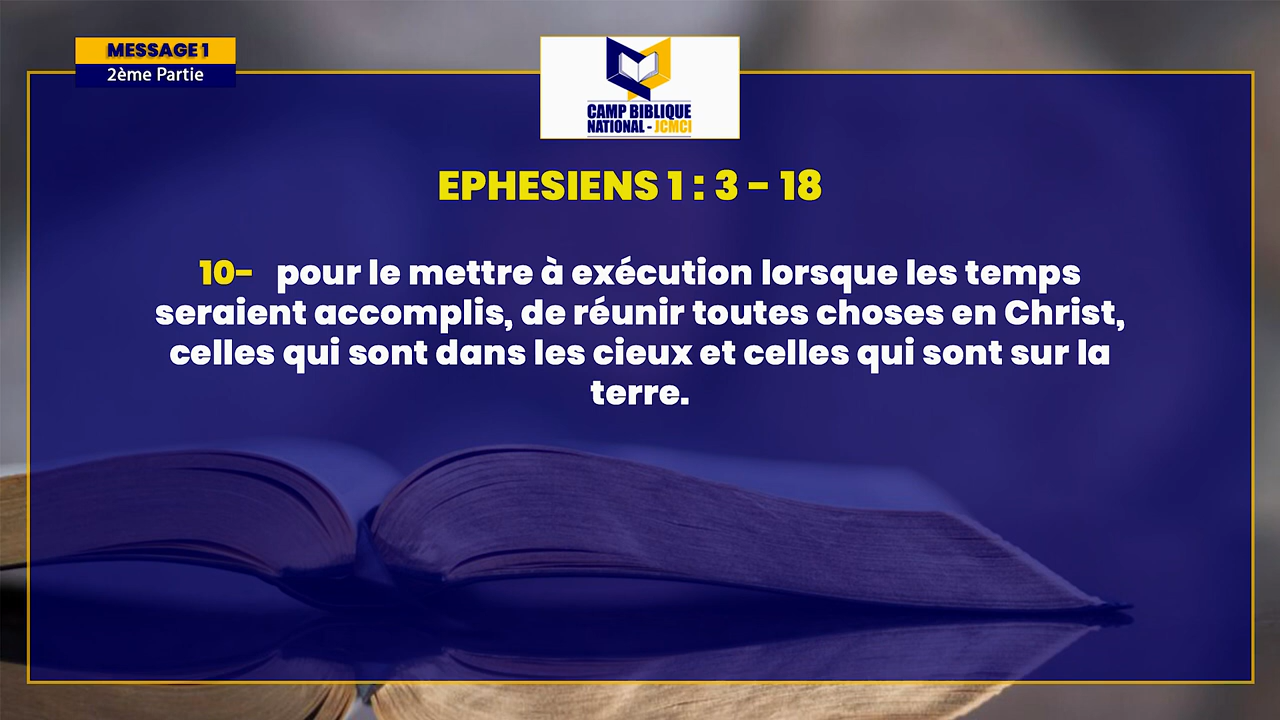 MESSAGE 1
2ème Partie
CAMP BIBLIQUE
NATIONAL - JCMCI
EPHESIENS 1 : 3 - 18
10- pour le mettre à exécution lorsque les temps
seraient accomplis, de réunir toutes choses en Christ,
celles qui sont dans les cieux et celles qui sont sur la
terre.